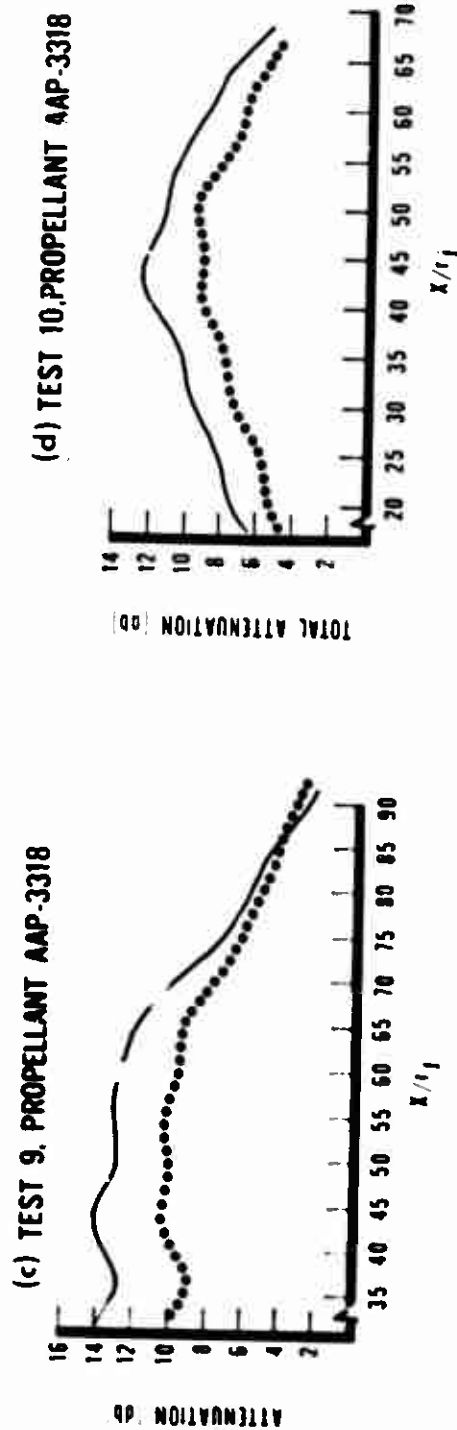 (c) TEST 9. PROPELLANT AAP-3318
16
14
12
10
8
6
4
2
ATTENUATION db
35 40 45 50 55 60 65 70 75 80 85 90
X/rf
(d) TEST 10, PROPELLANT AAP-3318
14
12
10
8
6
4
TOTAL ATTENUATION db
20 25 30 35 40 45 50 55 60 65 70
X/rf